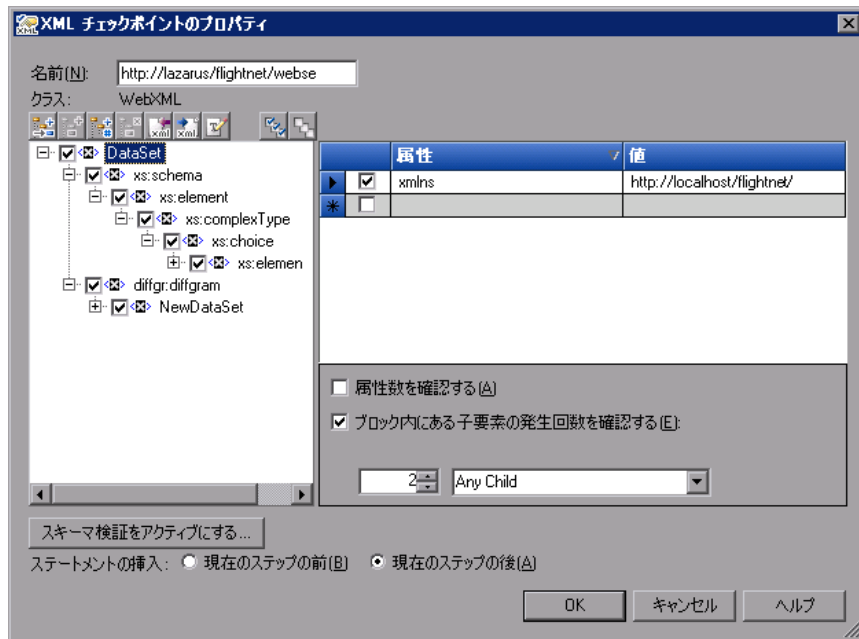 XML チェックポイントのプロパティ
名前(N): http://lazarus/flightnet/webse
クラス: WebXML
DataSet
xs:schema
xs:element
xs:complexType
xs:choice
xs:elemen
diffgr:diffgram
NewDataSet
属性 値
xmlns http://localhost/flightnet/
属性数を確認する(A)
ブロック内にある子要素の発生回数を確認する(E):
2 Any Child
スキーマ検証をアクティブにする...
ステートメントの挿入: 現在のステップの前(B) 現在のステップの後(A)
OK キャンセル ヘルプ